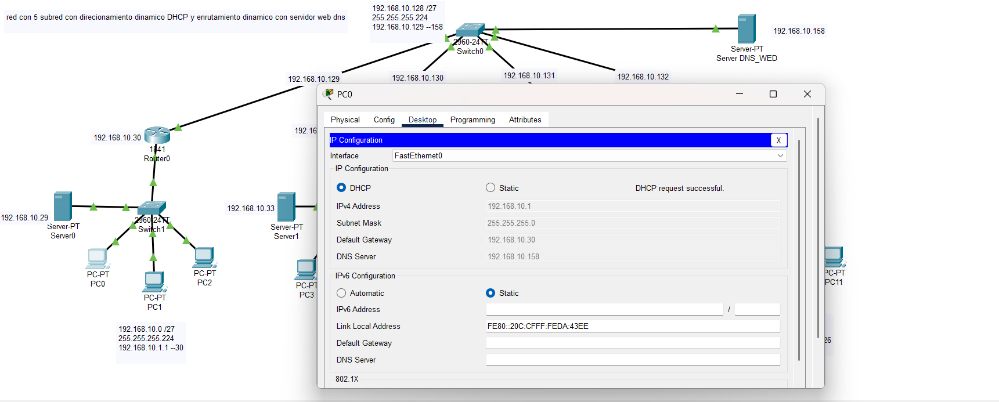 red con 5 subred con direcionamiento dinamico DHCP y enrutamiento dinamico con servidor web dns
192.168.10.128 /27
255.255.255.224
192.168.10.129 --158
2960-24TT
Switch0
192.168.10.158
Server-PT
Server DNS_WED
192.168.10.129
192.168.10.130
192.168.10.131
192.168.10.132
192.168.10.30
1841
Router0
192.168.10.29
Server-PT
Server0
2960-24TT
Switch1
PC-PT
PC0
PC-PT
PC1
PC-PT
PC2
192.168.10.0 /27
255.255.255.224
192.168.10.1.1 --30
192.16
192.168.10.33
Server-PT
Server1
PC-PT
PC3
PC0
Physical
Config
Desktop
Programming
Attributes
IP Configuration
X
Interface
FastEthernet0
IP Configuration
DHCP
Static
DHCP request successful.
IPv4 Address
192.168.10.1
Subnet Mask
255.255.255.0
Default Gateway
192.168.10.30
DNS Server
192.168.10.158
IPv6 Configuration
Automatic
Static
IPv6 Address
/
Link Local Address
FE80::20C:CFFF:FEDA:43EE
Default Gateway
DNS Server
802.1X
PC-PT
PC11
26